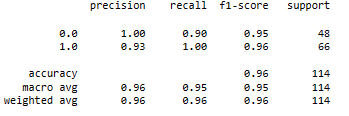 precision recall f1-score support
0.0 1.00 0.90 0.95 48
1.0 0.93 1.00 0.96 66
accuracy 0.96 114
macro avg 0.96 0.95 0.95 114
weighted avg 0.96 0.96 0.96 114